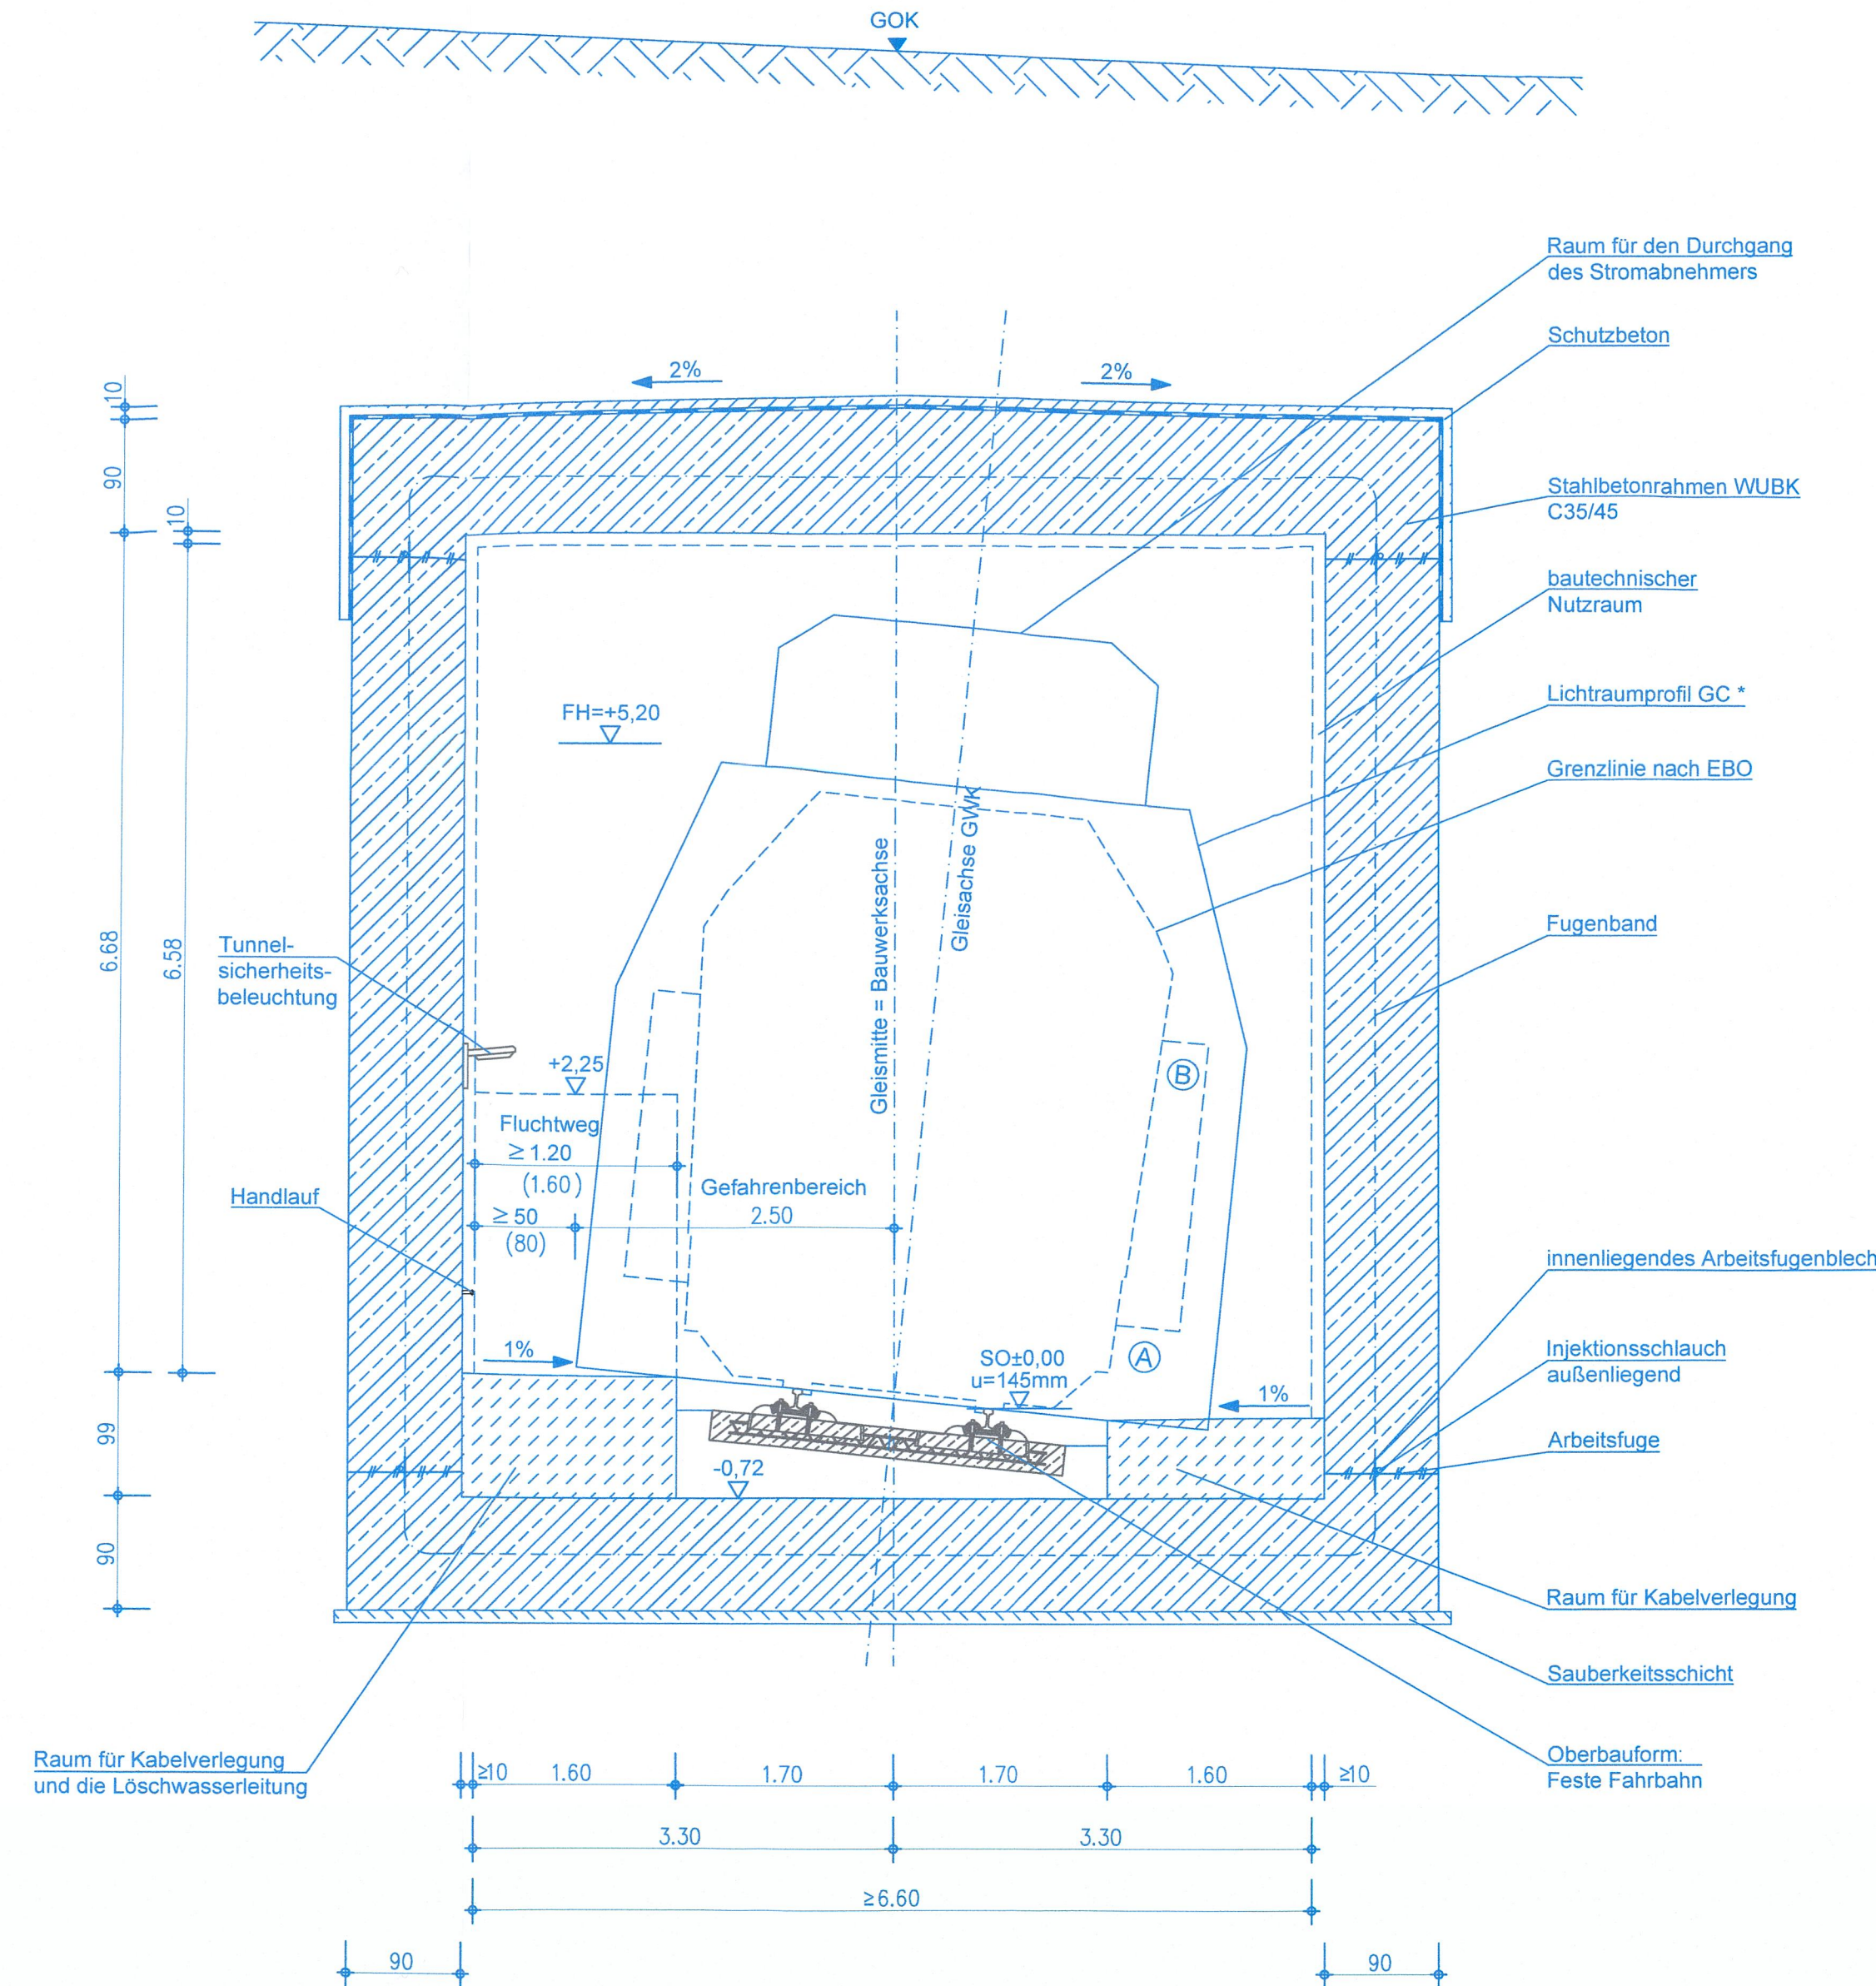 GOK
Raum für den Durchgang
des Stromabnehmers
Schutzbeton
2%
2%
10
90
10
Stahlbetonrahmen WUBK
C35/45
bautechnischer
Nutzraum
Lichtraumprofil GC *
FH=+5,20
Grenzlinie nach EBO
Gleismitte = Bauwerksachse
Gleisachse GWK
Fugenband
6.68
6.58
Tunnel-
sicherheits-
beleuchtung
+2,25
B
Fluchtweg
≥ 1.20
(1.60)
Gefahrenbereich
Handlauf
≥ 50
2.50
(80)
innenliegendes Arbeitsfugenblech
1%
SO±0,00
u=145mm
A
Injektionsschlauch
außenliegend
1%
99
Arbeitsfuge
-0,72
90
Raum für Kabelverlegung
Sauberkeitsschicht
Raum für Kabelverlegung
und die Löschwasserleitung
Oberbauform:
Feste Fahrbahn
≥10
1.60
1.70
1.70
1.60
≥10
3.30
3.30
≥6.60
90
90